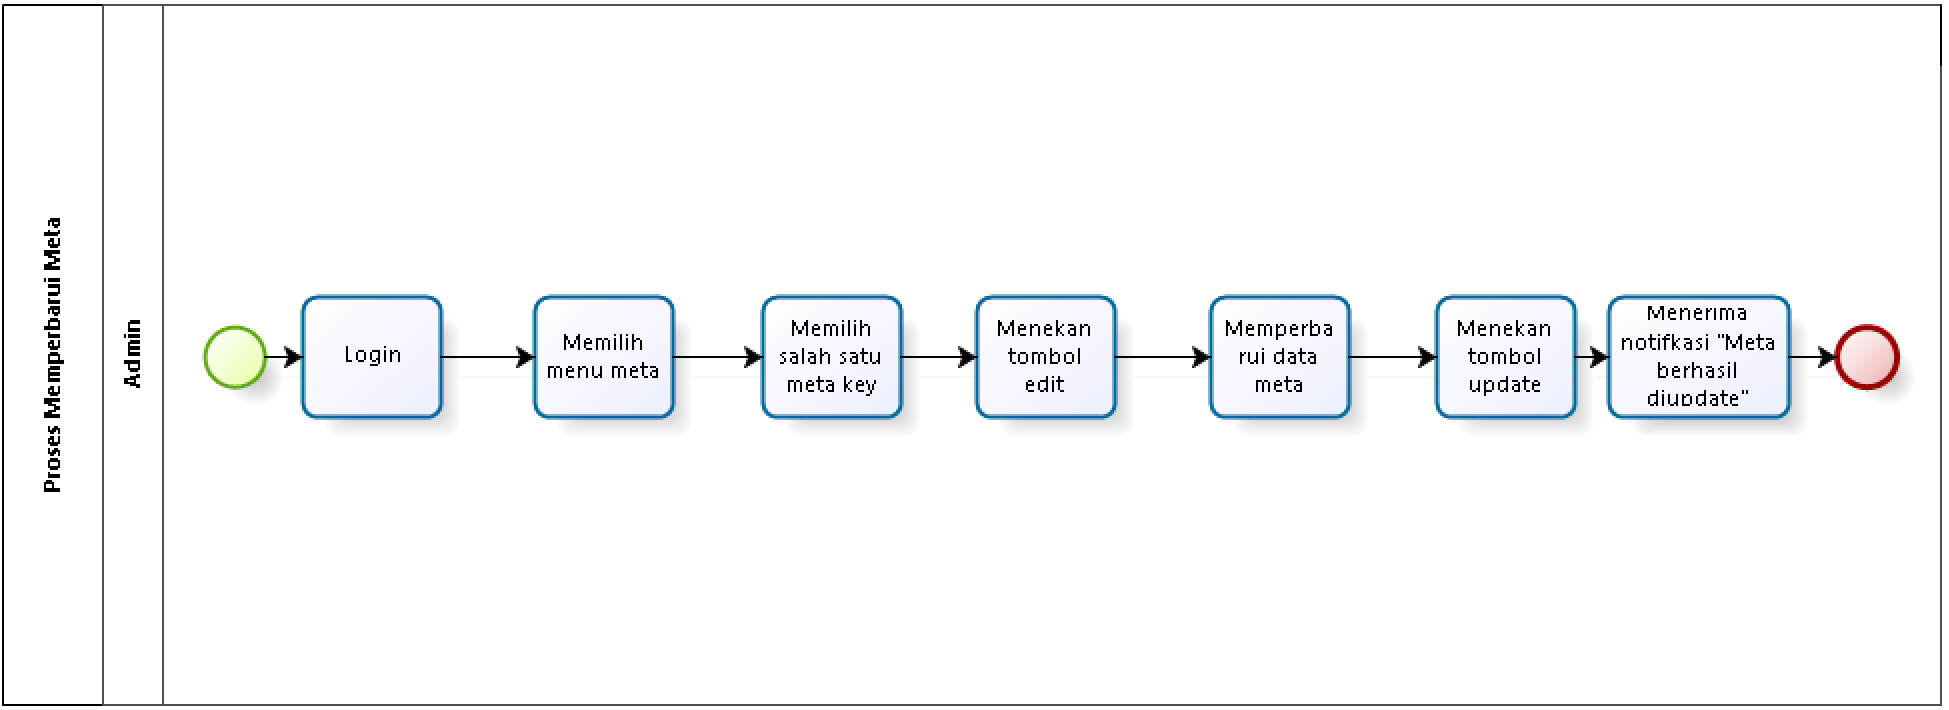 Proses Memperbarui Meta
Admin
Login
Memilih
menu meta
Memilih
salah satu
meta key
Menekan
tombol
edit
Memperba
rui data
meta
Menekan
tombol
update
Menerima
notifkasi "Meta
berhasil
diupdate"